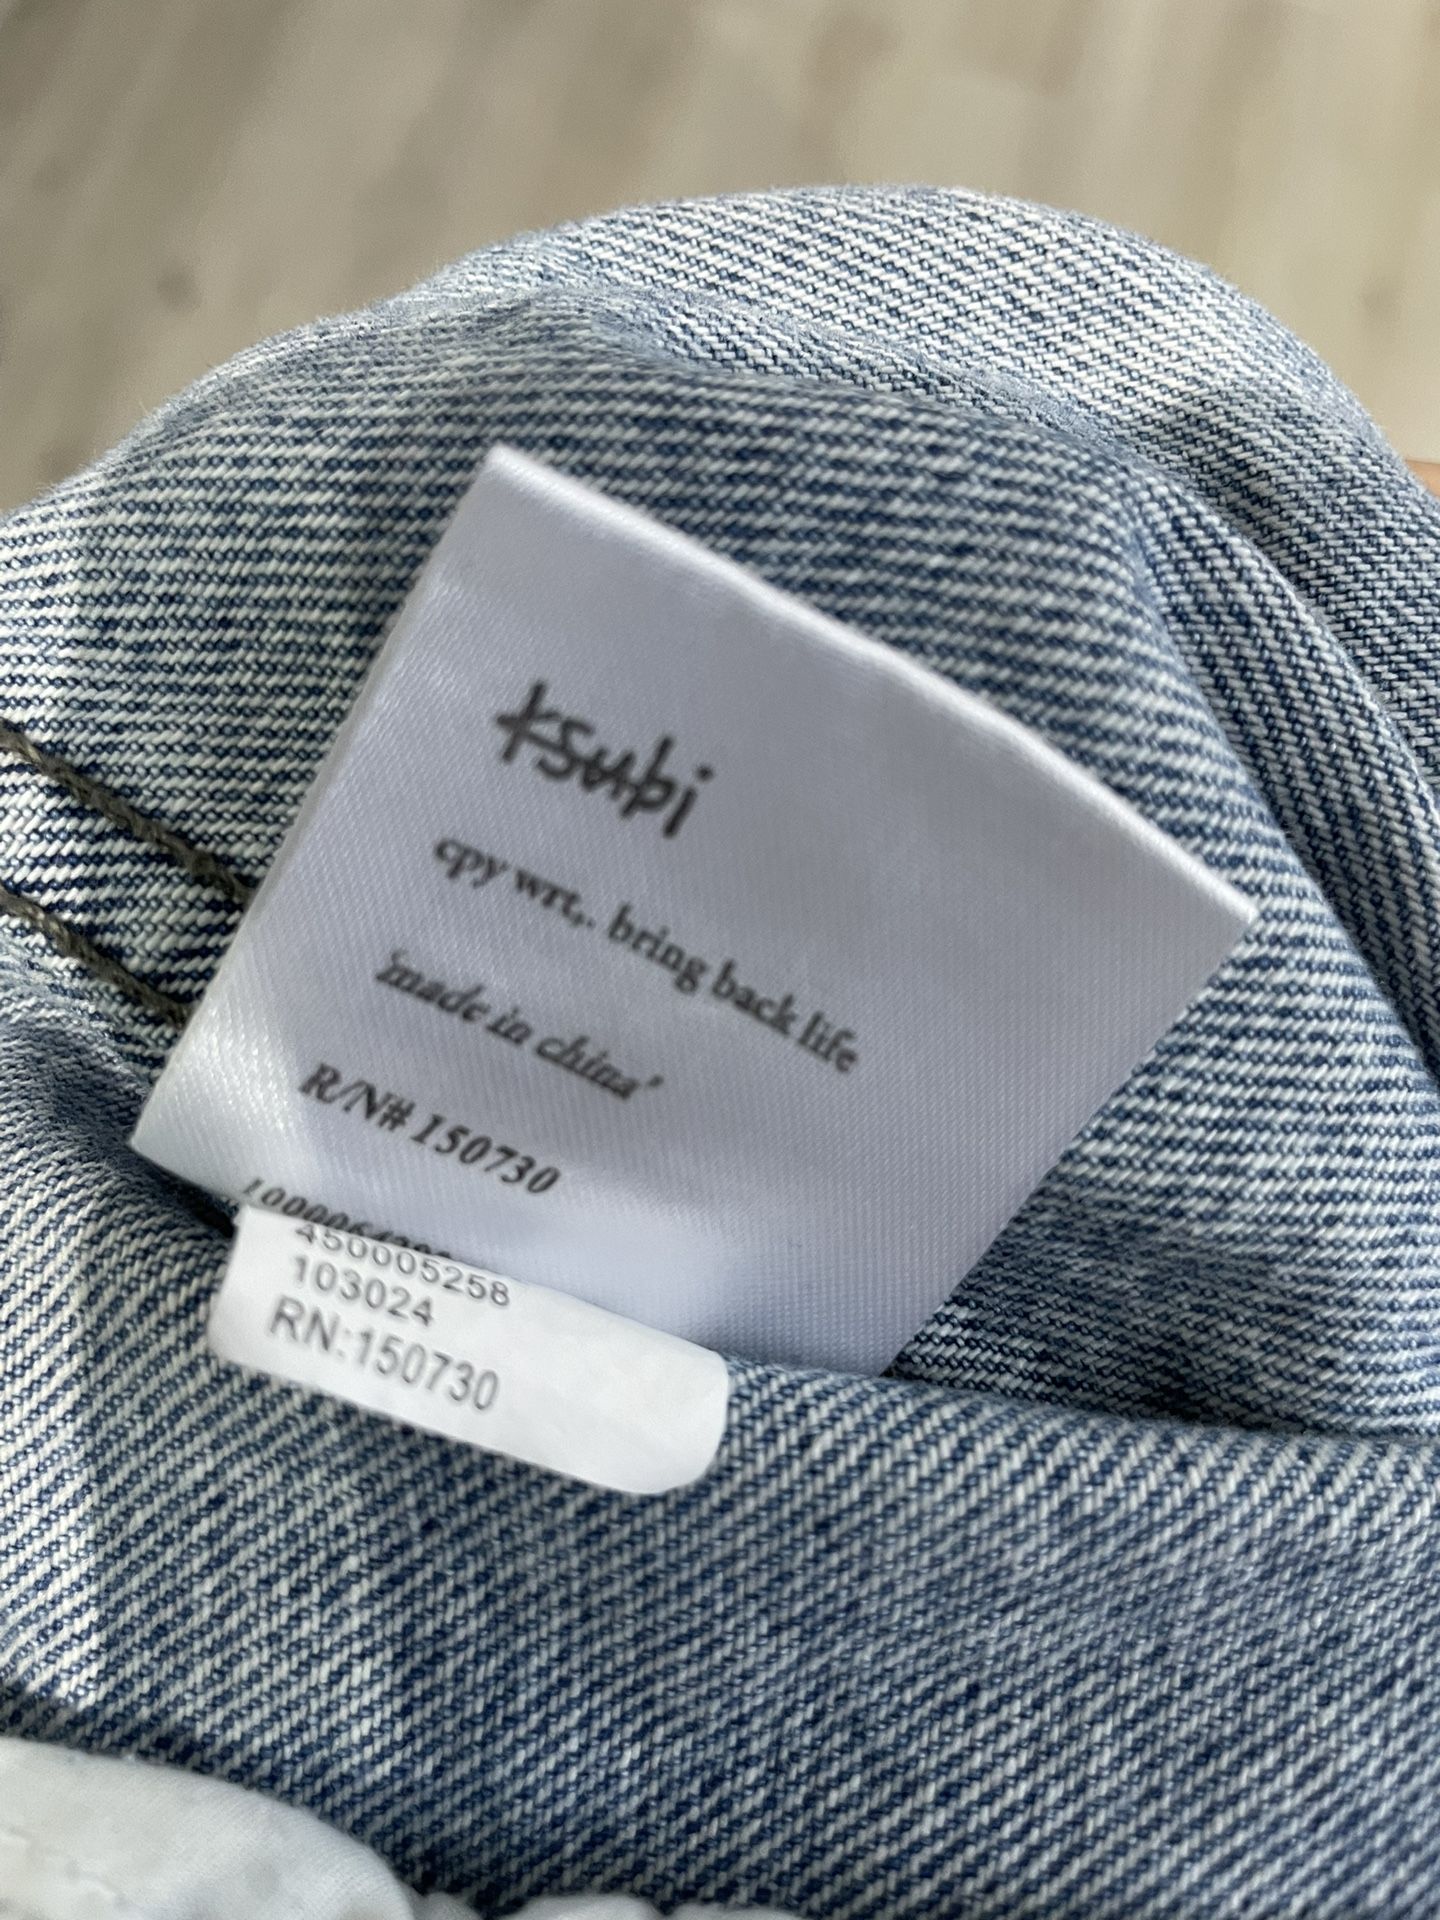 ksubi
cpy wrt,. bring back life
'made in china'
R/N# 150730
450005258
103024
RN:150730